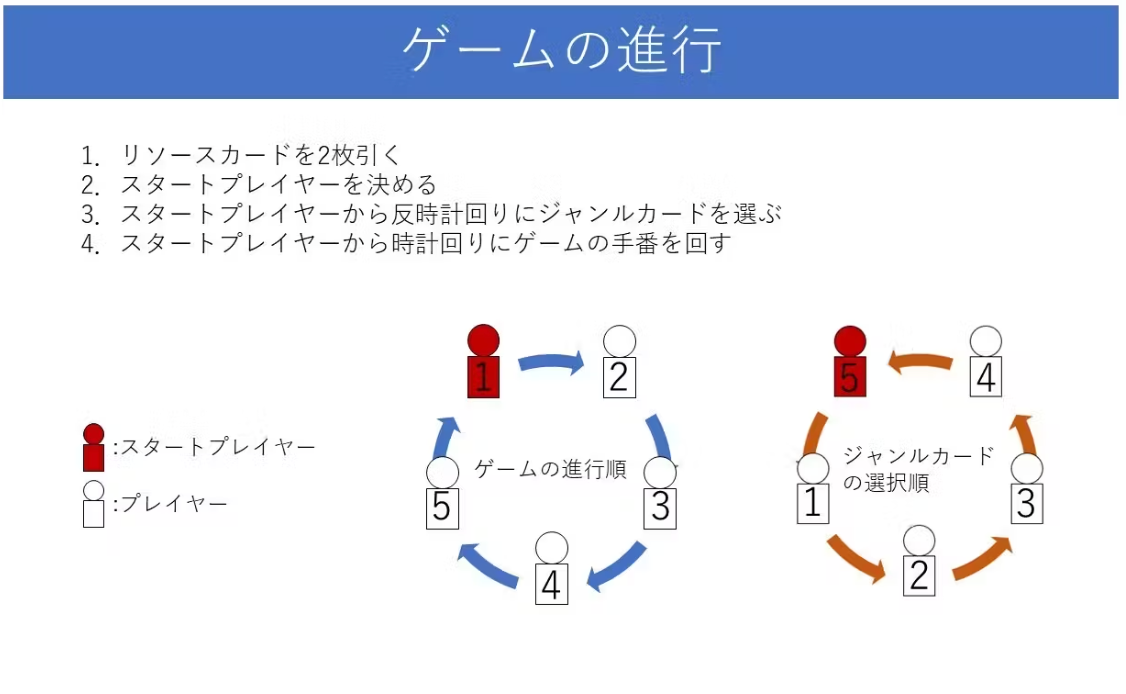 ゲームの進行
1. リソースカードを2枚引く
2. スタートプレイヤーを決める
3. スタートプレイヤーから反時計回りにジャンルカードを選ぶ
4. スタートプレイヤーから時計回りにゲームの手番を回す
:スタートプレイヤー
:プレイヤー
1
2
ゲームの進行順
5
3
4
5
4
ジャンルカード
の選択順
1
3
2